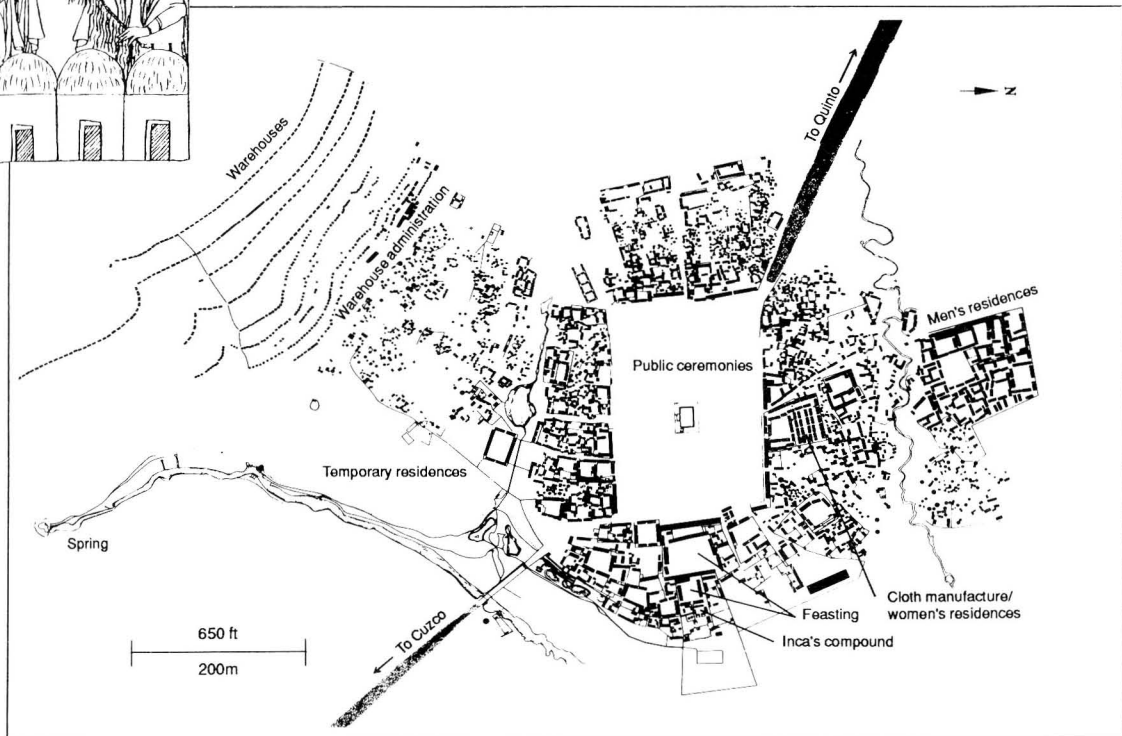 Warehouses
Warehouse administration
To Quinto
N
Men's residences
Public ceremonies
Temporary residences
Spring
Cloth manufacture/
women's residences
Feasting
Inca's compound
To Cuzco
650 ft
200m